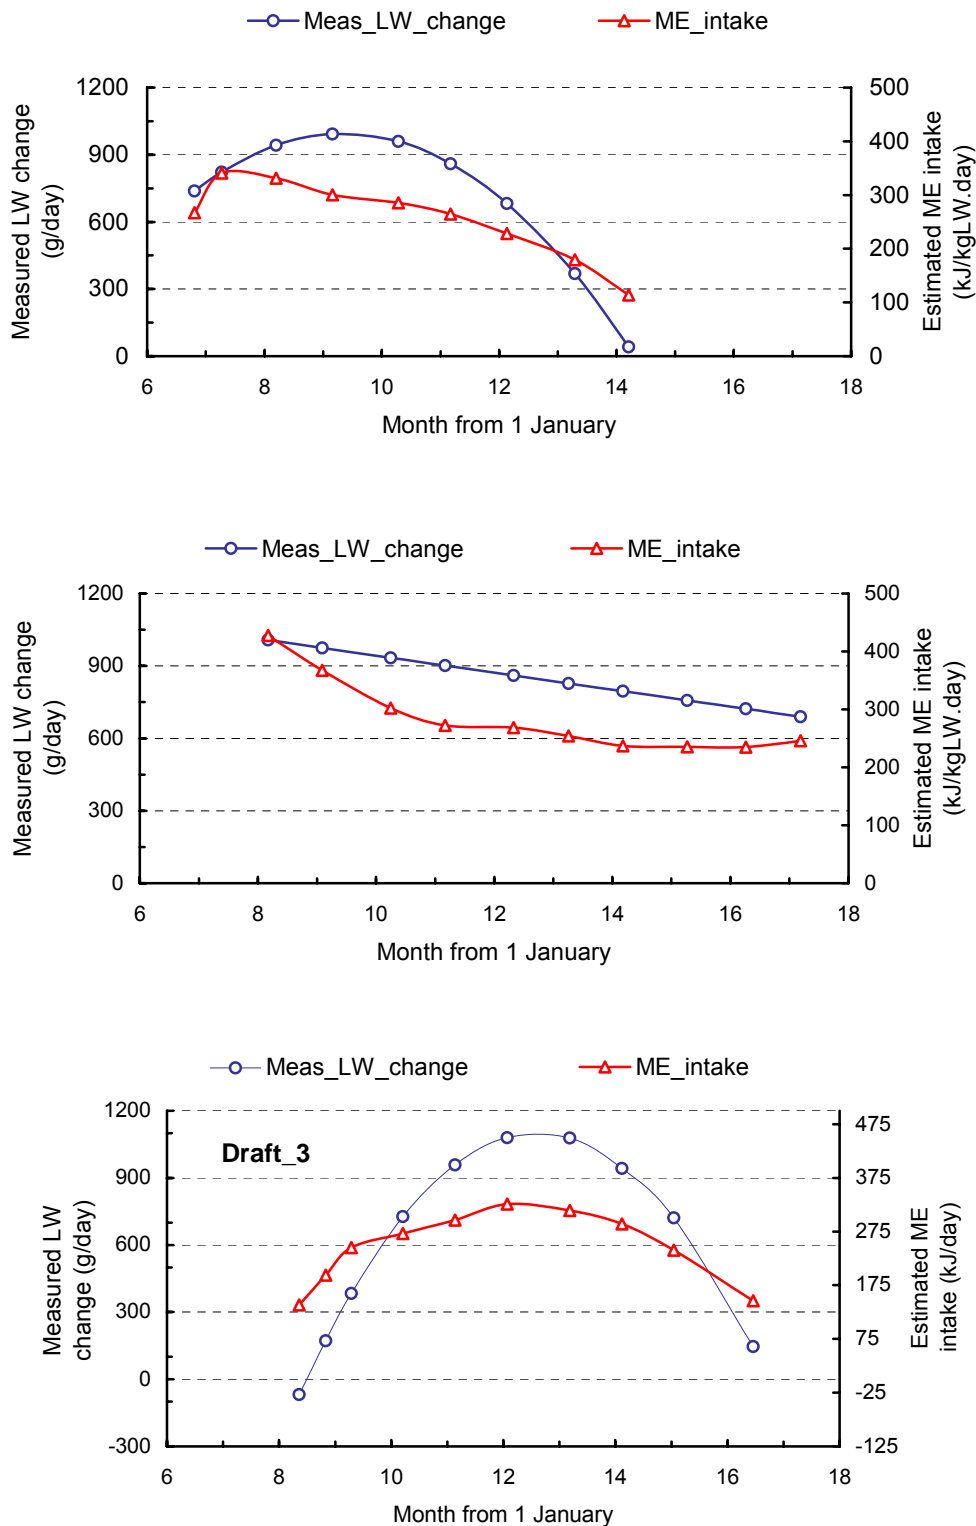 Meas_LW_change ME_intake
1200 500
900 400
600 300
300 200
0 100
0
6 8 10 12 14 16 18
Month from 1 January
Measured LW change
(g/day)
Estimated ME intake
(kJ/kgLW.day)
Meas_LW_change ME_intake
1200 500
900 400
600 300
300 200
0 100
0
6 8 10 12 14 16 18
Month from 1 January
Measured LW change
(g/day)
Estimated ME intake
(kJ/kgLW.day)
Meas_LW_change ME_intake
Draft_3
1200 475
900 375
600 275
300 175
0 75
-300 -25
-125
6 8 10 12 14 16 18
Month from 1 January
Measured LW
change (g/day)
Estimated ME
intake (kJ/day)